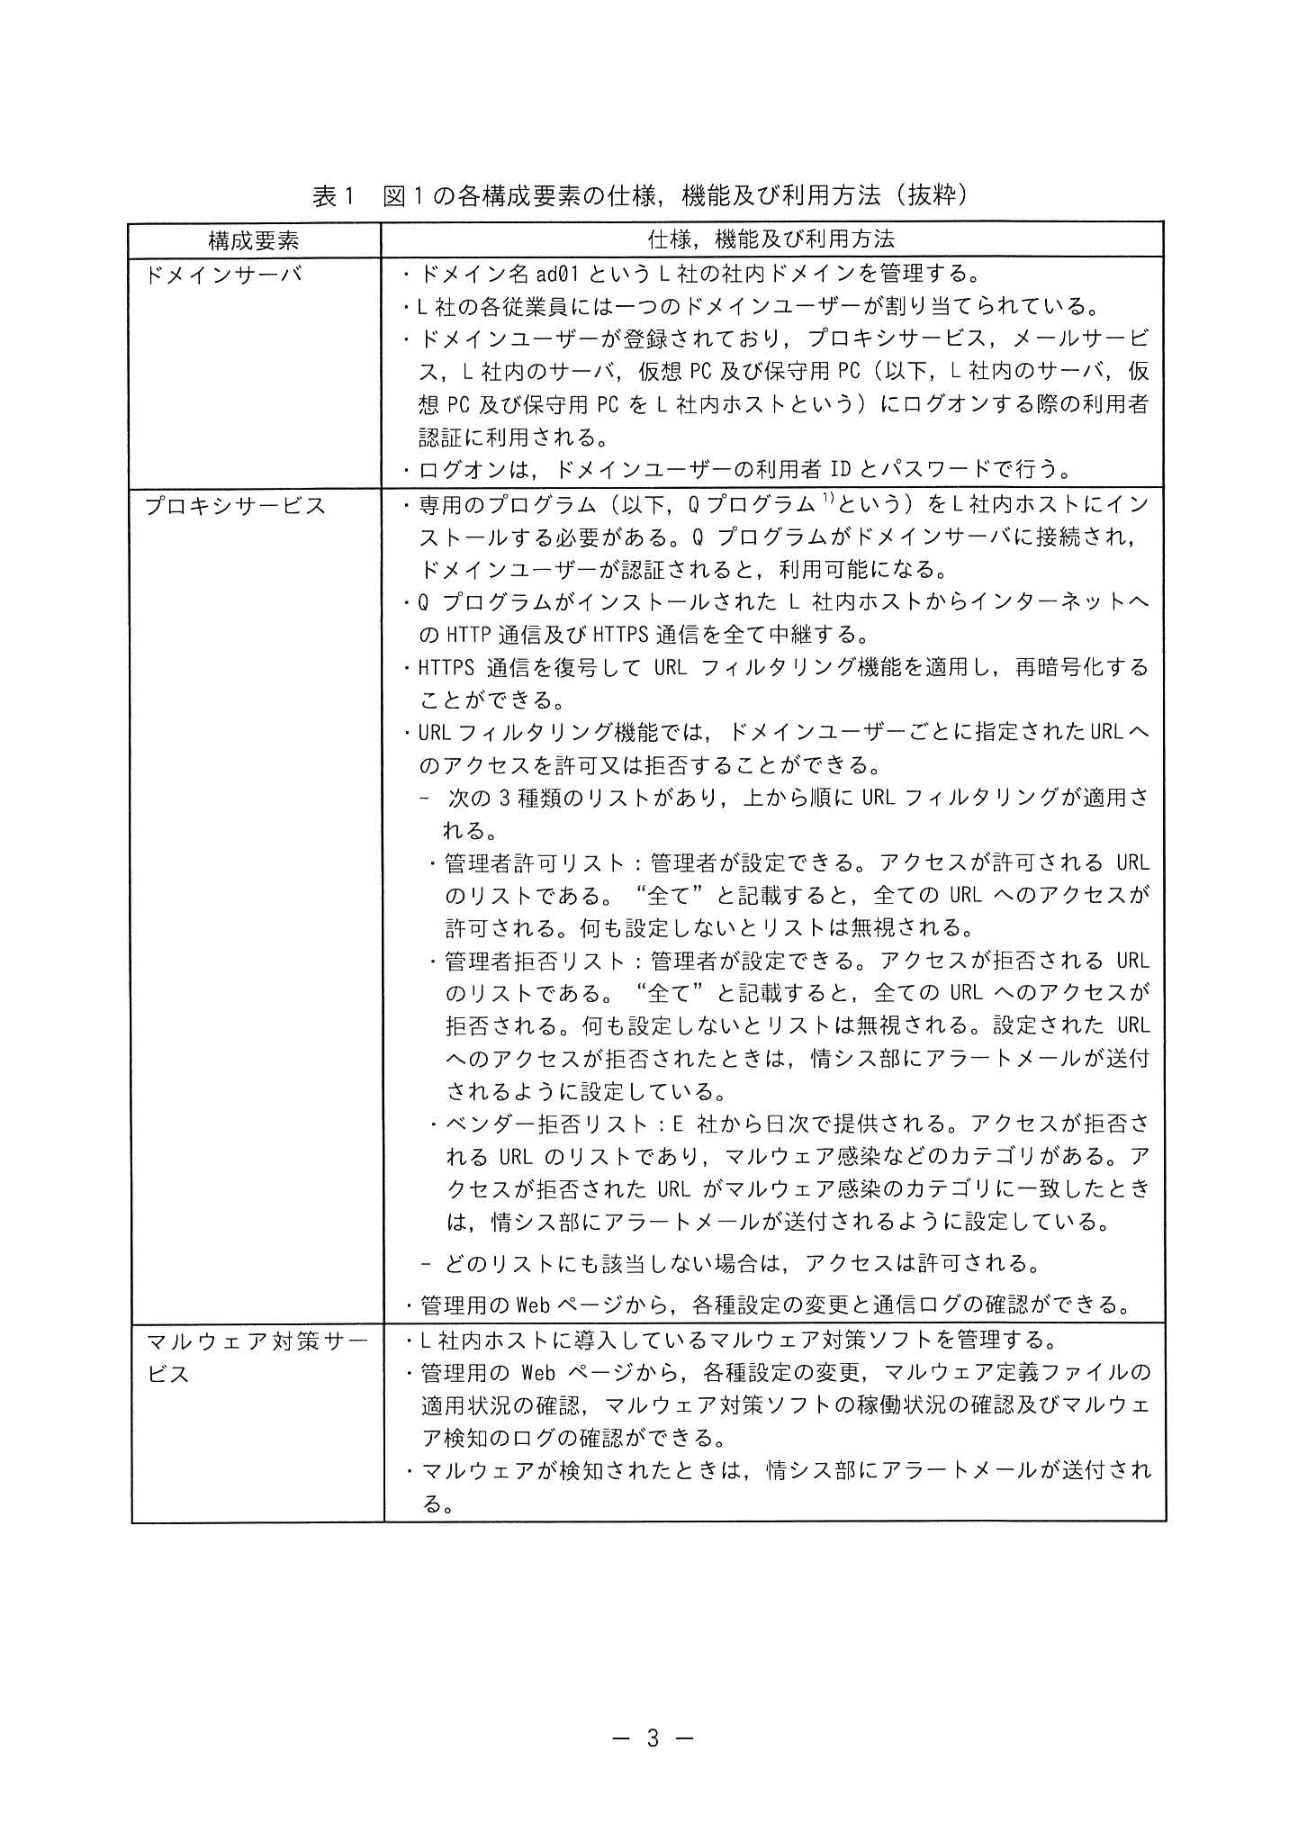 表1 図1の各構成要素の仕様，機能及び利用方法（抜粋）
構成要素
仕様，機能及び利用方法
ドメインサーバ
・ドメイン名 ad01 という L 社の社内ドメインを管理する。
・L 社の各従業員には一つのドメインユーザーが割り当てられている。
・ドメインユーザーが登録されており，プロキシサービス，メールサービ
ス，L 社内のサーバ，仮想 PC 及び保守用 PC（以下，L 社内のサーバ，仮
想 PC 及び保守用 PC を L 社内ホストという）にログオンする際の利用者
認証に利用される。
・ログオンは，ドメインユーザーの利用者 ID とパスワードで行う。
プロキシサービス
・専用のプログラム（以下，Q プログラム1)という）を L 社内ホストにイン
ストールする必要がある。Q プログラムがドメインサーバに接続され，
ドメインユーザーが認証されると，利用可能になる。
・Q プログラムがインストールされた L 社内ホストからインターネットへ
の HTTP 通信及び HTTPS 通信を全て中継する。
・HTTPS 通信を復号して URL フィルタリング機能を適用し，再暗号化する
ことができる。
・URL フィルタリング機能では，ドメインユーザーごとに指定された URL へ
のアクセスを許可又は拒否することができる。
- 次の 3 種類のリストがあり，上から順に URL フィルタリングが適用さ
れる。
・管理者許可リスト：管理者が設定できる。アクセスが許可される URL
のリストである。“全て”と記載すると，全ての URL へのアクセスが
許可される。何も設定しないとリストは無視される。
・管理者拒否リスト：管理者が設定できる。アクセスが拒否される URL
のリストである。“全て”と記載すると，全ての URL へのアクセスが
拒否される。何も設定しないとリストは無視される。設定された URL
へのアクセスが拒否されたときは，情シス部にアラートメールが送付
されるように設定している。
・ベンダー拒否リスト：E 社から日次で提供される。アクセスが拒否さ
れる URL のリストであり，マルウェア感染などのカテゴリがある。ア
クセスが拒否された URL がマルウェア感染のカテゴリに一致したとき
は，情シス部にアラートメールが送付されるように設定している。
- どのリストにも該当しない場合は，アクセスは許可される。
・管理用の Web ページから，各種設定の変更と通信ログの確認ができる。
マルウェア対策サー
ビス
・L 社内ホストに導入しているマルウェア対策ソフトを管理する。
・管理用の Web ページから，各種設定の変更，マルウェア定義ファイルの
適用状況の確認，マルウェア対策ソフトの稼働状況の確認及びマルウェ
ア検知のログの確認ができる。
・マルウェアが検知されたときは，情シス部にアラートメールが送付され
る。
－ 3 －